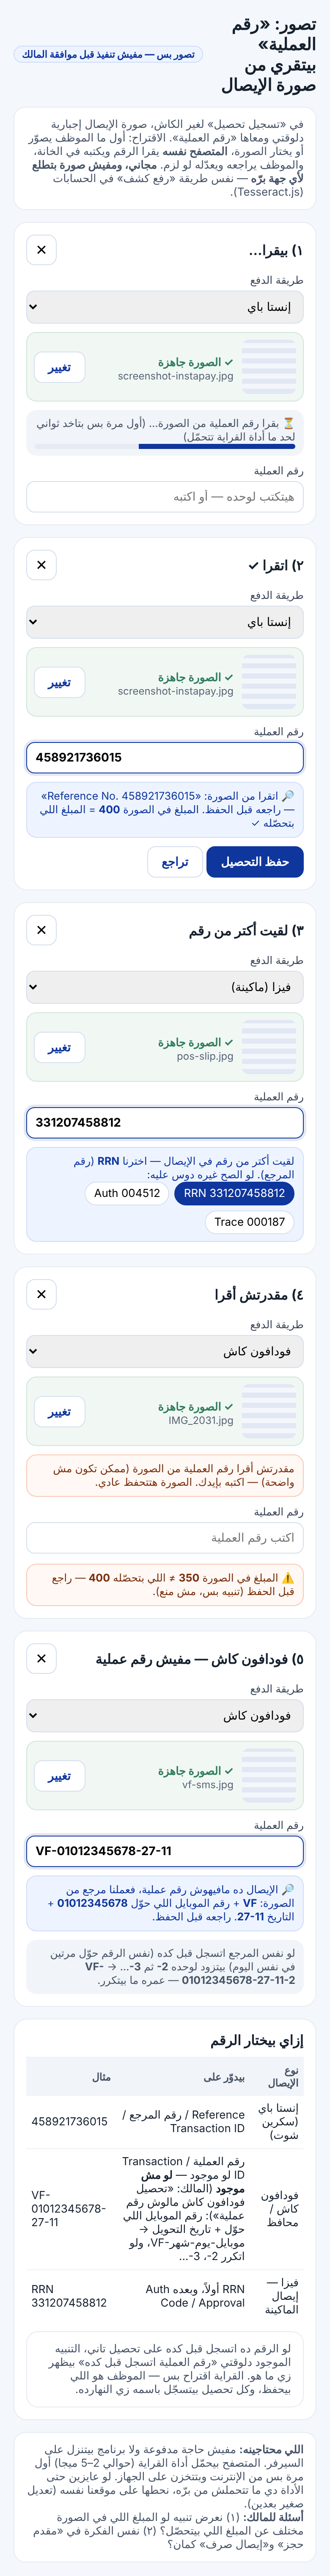 تصور: «رقم
العملية»
بيتقري من
صورة الإيصال
تصور بس — مفيش تنفيذ قبل موافقة المالك
في «تسجيل تحصيل» لغير الكاش، صورة الإيصال إجبارية
دلوقتي ومعاها «رقم العملية». الاقتراح: أول ما الموظف يصوّر
أو يختار الصورة، المتصفح نفسه يقرا الرقم ويكتبه في الخانة،
والموظف يراجعه ويعدّله لو لزم. مجاني، ومفيش صورة بتطلع
لأي جهة برّه — نفس طريقة «رفع كشف» في الحسابات
(Tesseract.js).
١) بيقرا…
✕
طريقة الدفع
إنستا باي
✓ الصورة جاهزة
screenshot-instapay.jpg
تغيير
⏳ بقرا رقم العملية من الصورة… (أول مرة بس بتاخد ثواني
لحد ما أداة القراية تتحمّل)
رقم العملية
هيتكتب لوحده — أو اكتبه
٢) اتقرا ✓
✕
طريقة الدفع
إنستا باي
✓ الصورة جاهزة
screenshot-instapay.jpg
تغيير
رقم العملية
458921736015
🔎 اتقرا من الصورة: «Reference No. 458921736015»
— راجعه قبل الحفظ. المبلغ في الصورة 400 = المبلغ اللي
بتحصّله ✓
حفظ التحصيل
تراجع
٣) لقيت أكتر من رقم
✕
طريقة الدفع
فيزا (ماكينة)
✓ الصورة جاهزة
pos-slip.jpg
تغيير
رقم العملية
331207458812
لقيت أكتر من رقم في الإيصال — اخترنا RRN (رقم
المرجع). لو الصح غيره دوس عليه:
RRN 331207458812
Auth 004512
Trace 000187
٤) مقدرتش أقرا
✕
طريقة الدفع
فودافون كاش
✓ الصورة جاهزة
IMG_2031.jpg
تغيير
مقدرتش أقرا رقم العملية من الصورة (ممكن تكون مش
واضحة) — اكتبه بإيدك. الصورة هتتحفظ عادي.
رقم العملية
اكتب رقم العملية
⚠️ المبلغ في الصورة 350 ≠ اللي بتحصّله 400 — راجع
قبل الحفظ (تنبيه بس، مش منع).
٥) فودافون كاش — مفيش رقم عملية
✕
طريقة الدفع
فودافون كاش
✓ الصورة جاهزة
vf-sms.jpg
تغيير
رقم العملية
VF-01012345678-27-11
🔎 الإيصال ده مافيهوش رقم عملية، فعملنا مرجع من
الصورة: VF + رقم الموبايل اللي حوّل 01012345678 +
التاريخ 11-27. راجعه قبل الحفظ.
لو نفس المرجع اتسجل قبل كده (نفس الرقم حوّل مرتين
في نفس اليوم) بيتزود لوحده 2- ثم 3-… → VF-
01012345678-27-11-2 — عمره ما بيتكرر.
إزاي بيختار الرقم
نوع الإيصال
بيدوّر على
مثال
إنستا باي
(سكرين
شوت)
Reference / رقم المرجع /
Transaction ID
458921736015
فودافون
كاش /
محافظ
رقم العملية / Transaction
ID لو موجود — لو مش
موجود (المالك: «تحصيل
فودافون كاش مالوش رقم
عملية»): رقم الموبايل اللي
حوّل + تاريخ التحويل →
موبايل-يوم-شهر-VF، ولو
اتكرر 2-، 3-…
VF-
01012345678-
27-11
فيزا —
إيصال
الماكينة
RRN أولاً، وبعده Auth
Code / Approval
RRN
331207458812
لو الرقم ده اتسجل قبل كده على تحصيل تاني، التنبيه
الموجود دلوقتي «رقم العملية اتسجل قبل كده» بيظهر
زي ما هو. القراية اقتراح بس — الموظف هو اللي
بيحفظ، وكل تحصيل بيتسجّل باسمه زي النهارده.
اللي محتاجينه: مفيش حاجة مدفوعة ولا برنامج بيتنزل على
السيرفر. المتصفح بيحمّل أداة القراية (حوالي 2–5 ميجا) أول
مرة بس من الإنترنت وبتتخزن على الجهاز. لو عايزين حتى
الأداة دي ما تتحملش من برّه، نحطها على موقعنا نفسه (تعديل
صغير بعدين).
أسئلة للمالك: (١) نعرض تنبيه لو المبلغ اللي في الصورة
مختلف عن المبلغ اللي بيتحصّل؟ (٢) نفس الفكرة في «مقدم
حجز» و«إيصال صرف» كمان؟